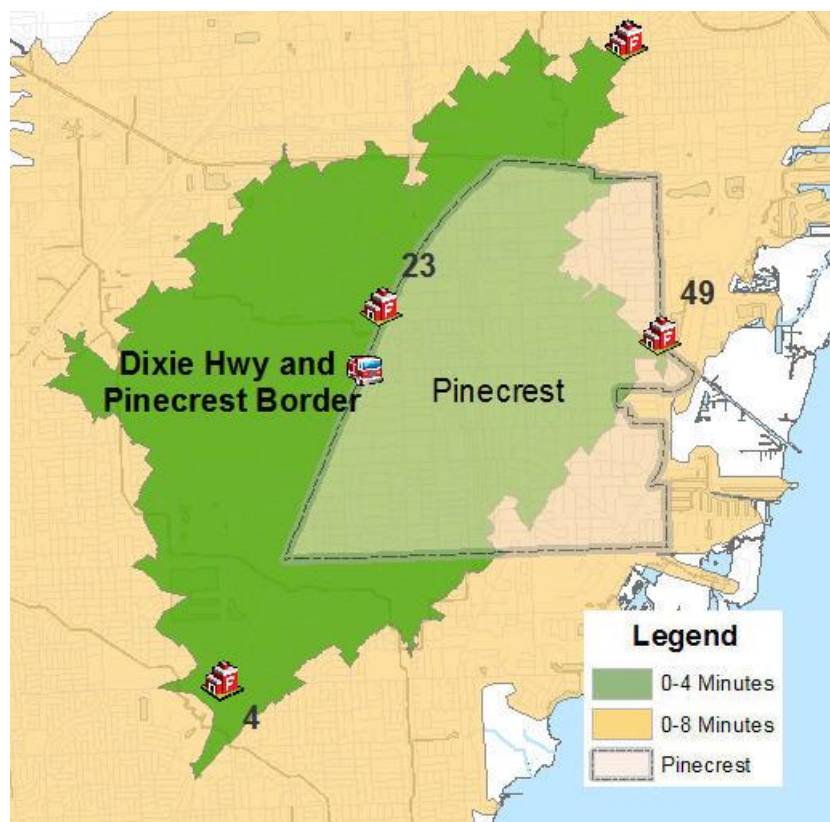 23
49
Dixie Hwy and
Pinecrest Border
Pinecrest
4
Legend
0-4 Minutes
0-8 Minutes
Pinecrest
F
F
F
F